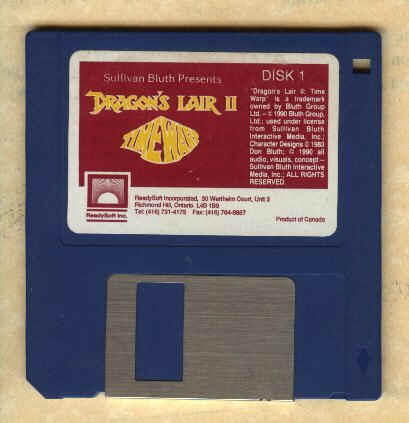 Sullivan Bluth Presents
DRAGON'S LAIR II
TIME WARP
DISK 1
"Dragon's Lair II: Time
Warp" is a trademark
owned by Bluth Group
Ltd. – © 1990 Bluth Group,
Ltd.; used under license
from Sullivan Bluth
Interactive Media, Inc.;
Character Designs © 1983
Don Bluth; © 1990 all
audio, visuals, concept –
Sullivan Bluth Interactive
Media, Inc.; ALL RIGHTS
RESERVED.
ReadySoft Inc.
ReadySoft Incorporated, 30 Wertheim Court, Unit 2
Richmond Hill, Ontario L4B 1B9
Tel: (416) 731-4175 Fax: (416) 764-8867
Product of Canada